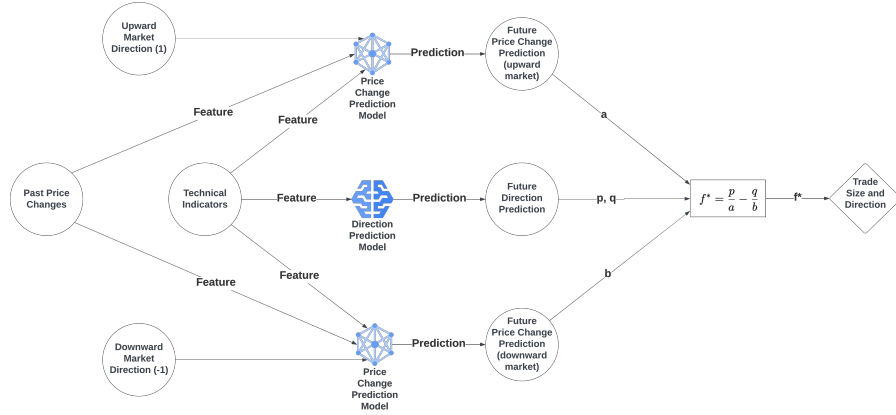 Upward
Market
Direction (1)
Prediction
Future
Price Change
Prediction
(upward
market)
Price
Change
Prediction
Model
Feature
Feature
a
Past Price
Changes
Technical
Indicators
Feature
Direction
Prediction
Model
Prediction
Future
Direction
Prediction
p, q
f* = p/a − q/b
f*
Trade
Size and
Direction
Feature
Feature
b
Downward
Market
Direction (-1)
Prediction
Future
Price Change
Prediction
(downward
market)
Price
Change
Prediction
Model